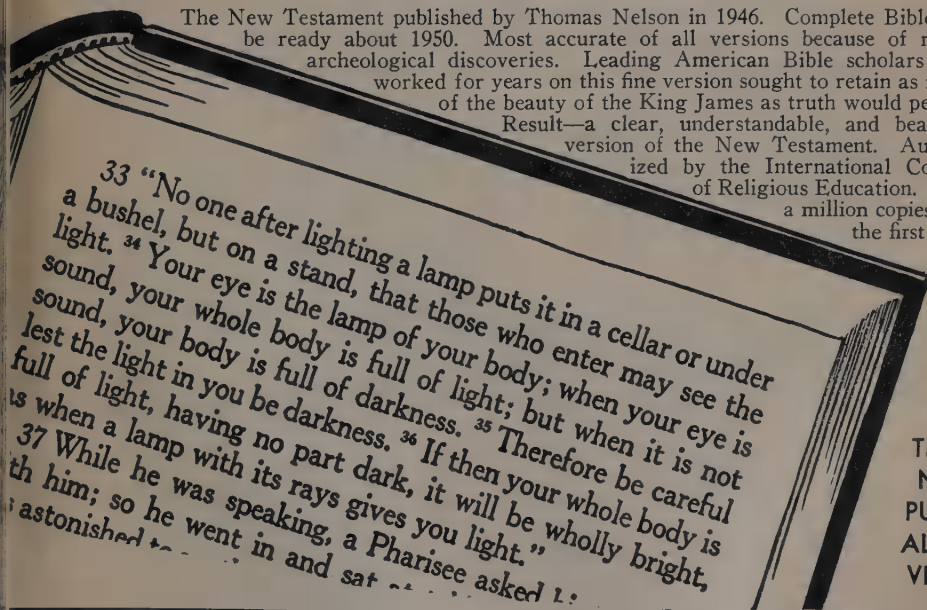 The New Testament published by Thomas Nelson in 1946. Complete Bible
be ready about 1950. Most accurate of all versions because of
archeological discoveries. Leading American Bible scholars
worked for years on this fine version sought to retain as
of the beauty of the King James as truth would
Result—a clear, understandable, and
version of the New Testament.
ized by the International
of Religious Education.
a million copies
the first
33 “No one after lighting a lamp puts it in a cellar or under
a bushel, but on a stand, that those who enter may see the
light. 34 Your eye is the lamp of your body; when your eye is
sound, your whole body is full of light; but when it is not
sound, your body is full of darkness. 35 Therefore be careful
lest the light in you be darkness. 36 If then your whole body is
full of light, having no part dark, it will be wholly bright,
as when a lamp with its rays gives you light.”
37 While he was speaking, a Pharisee asked
th him; so he went in and sat
astonished
T
N
PU
AL
VE